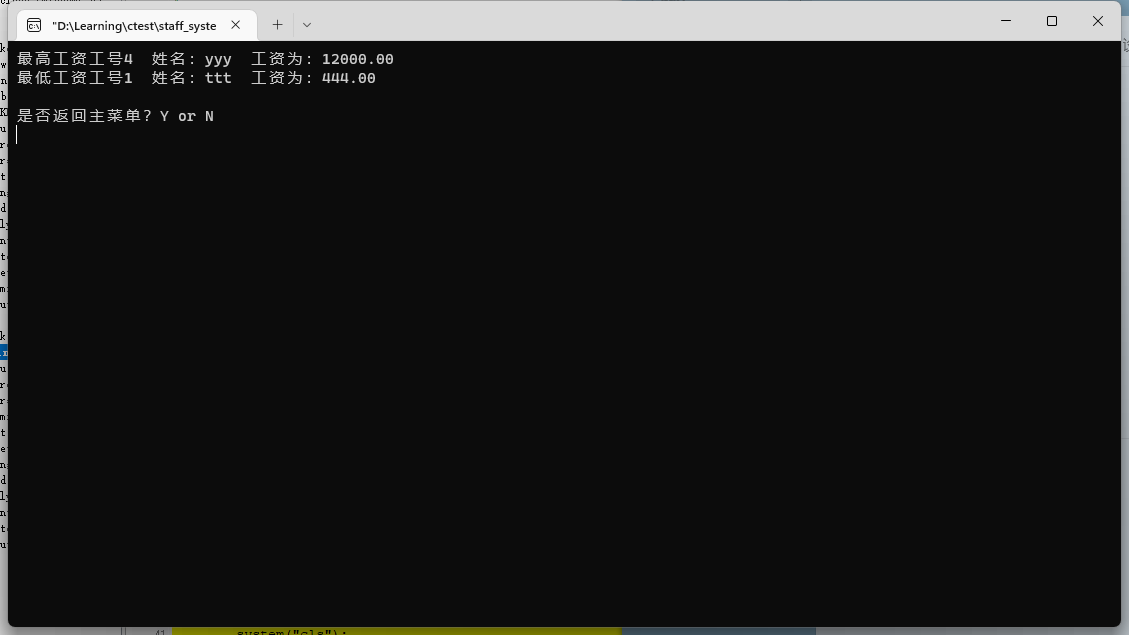 "D:\Learning\ctest\staff_syste
最高工资工号4 姓名：yyy 工资为：12000.00
最低工资工号1 姓名：ttt 工资为：444.00
是否返回主菜单？Y or N
41 system("cls");